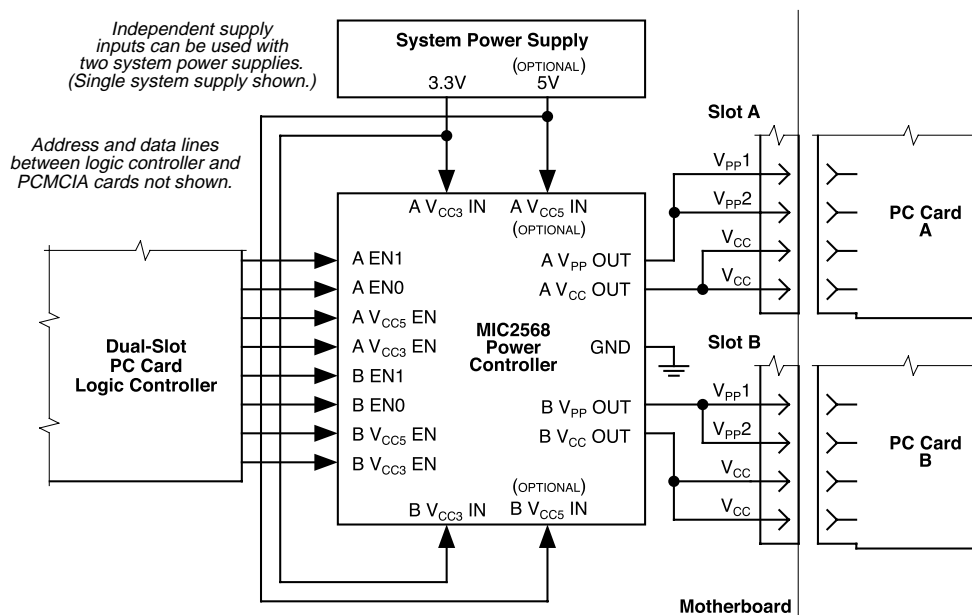 Independent supply
inputs can be used with
two system power supplies.
(Single system supply shown.)
System Power Supply
(OPTIONAL)
3.3V
5V
Address and data lines
between logic controller and
PCMCIA cards not shown.
Slot A
A VCC3 IN
A VCC5 IN
(OPTIONAL)
VPP1
VPP2
VCC
VCC
PC Card
A
Dual-Slot
PC Card
Logic Controller
A EN1
A EN0
A VCC5 EN
A VCC3 EN
B EN1
B EN0
B VCC5 EN
B VCC3 EN
MIC2568
Power
Controller
A VPP OUT
A VCC OUT
GND
B VPP OUT
B VCC OUT
(OPTIONAL)
B VCC3 IN
B VCC5 IN
Slot B
VPP1
VPP2
VCC
VCC
PC Card
B
Motherboard